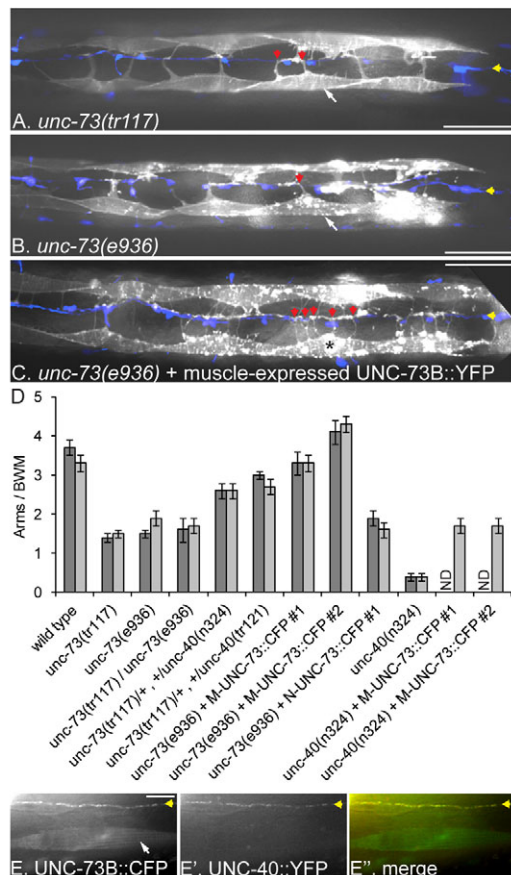 A. unc-73(tr117)
B. unc-73(e936)
C. unc-73(e936) + muscle-expressed UNC-73B::YFP
*
D
Arms / BWM
5
4
3
2
1
0
ND
ND
wild type
unc-73(tr117)
unc-73(e936)
unc-73(tr117) / unc-73(e936)
unc-73(tr117)/+, +/unc-40(n324)
unc-73(tr117)/+, +/unc-40(tr121)
unc-73(e936) + M-UNC-73::CFP #1
unc-73(e936) + M-UNC-73::CFP #2
unc-73(e936) + N-UNC-73::CFP #1
unc-40(n324)
unc-40(n324) + M-UNC-73::CFP #1
unc-40(n324) + M-UNC-73::CFP #2
E. UNC-73B::CFP
E'. UNC-40::YFP
E''. merge